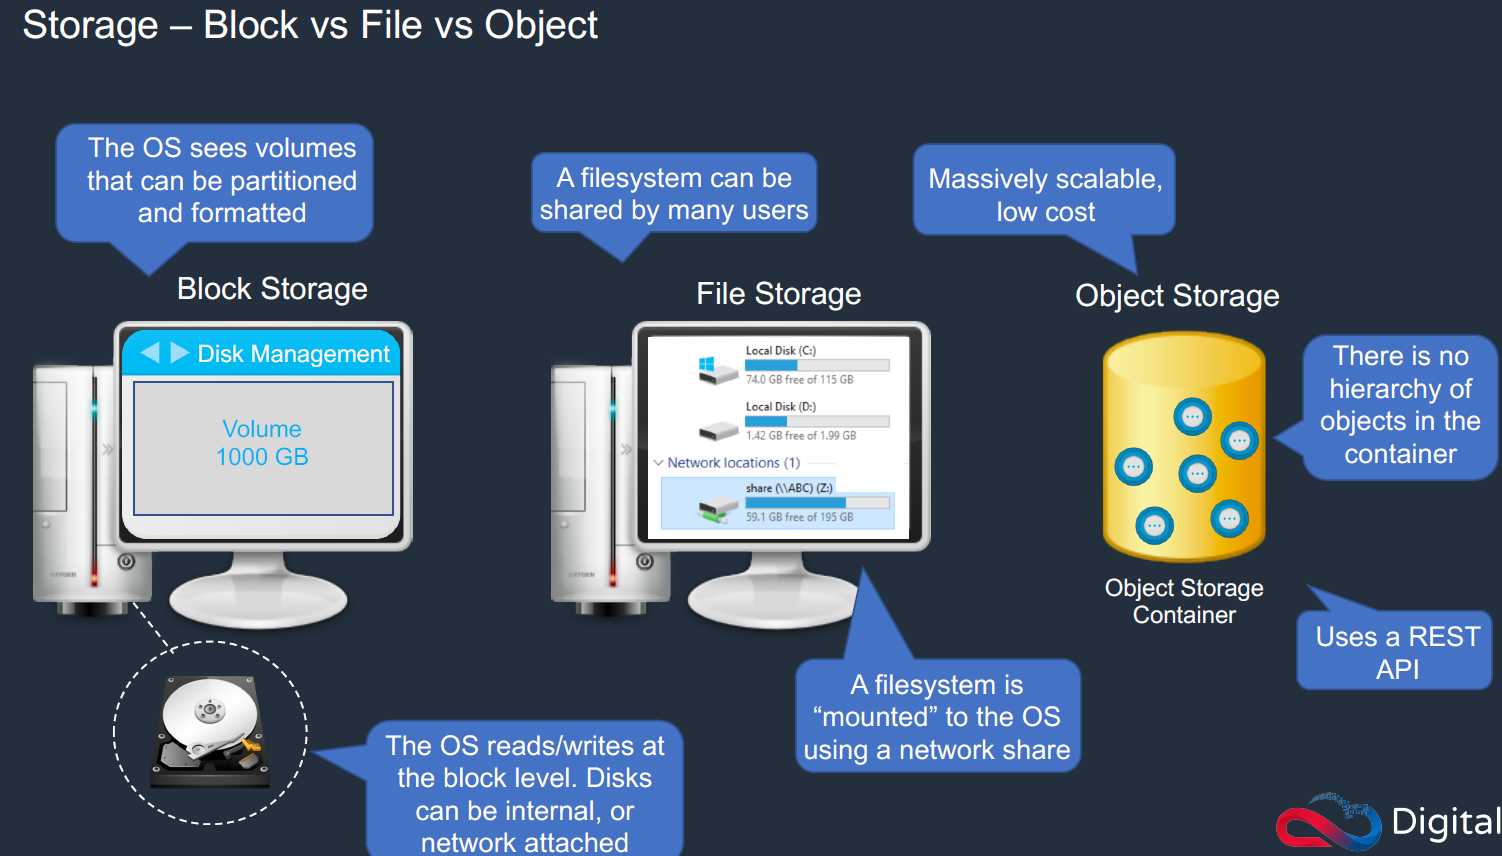 Storage – Block vs File vs Object
The OS sees volumes
that can be partitioned
and formatted
Block Storage
Disk Management
Volume
1000 GB
The OS reads/writes at
the block level. Disks
can be internal, or
network attached
A filesystem can be
shared by many users
File Storage
Local Disk (C:)
74.0 GB free of 115 GB
Local Disk (D:)
1.42 GB free of 1.99 GB
Network locations (1)
share (\\ABC) (Z:)
59.1 GB free of 195 GB
A filesystem is
“mounted” to the OS
using a network share
Massively scalable,
low cost
Object Storage
There is no
hierarchy of
objects in the
container
Object Storage
Container
Uses a REST
API
Digital